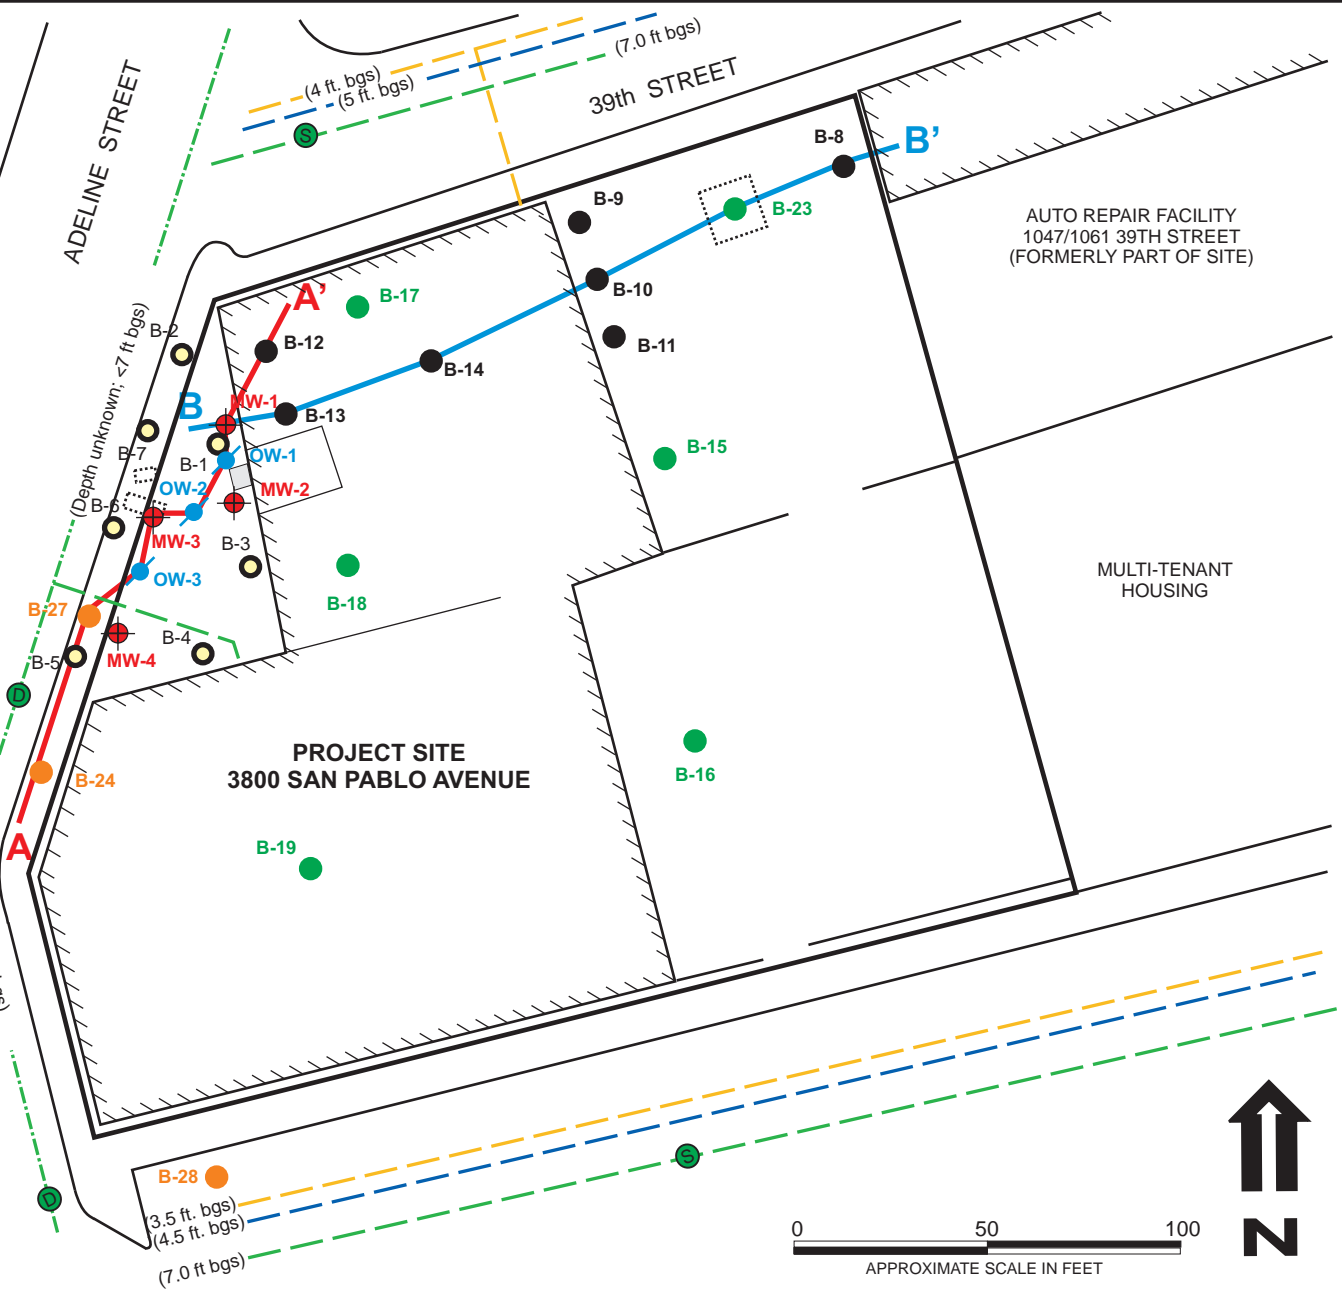 (7.0 ft bgs)
(4 ft. bgs)
(5 ft. bgs)
39th STREET
ADELINE STREET
S
B-8
B'
B-9
B-23
AUTO REPAIR FACILITY
1047/1061 39TH STREET
(FORMERLY PART OF SITE)
A'
B-17
B-10
(Depth unknown; <7 ft bgs)
B-2
B-12
B-11
B-14
B
MW-1
B-13
B-7
B-1
OW-1
B-15
OW-2
MW-2
B-6
MW-3
B-3
OW-3
MULTI-TENANT
HOUSING
B-27
B-18
B-4
B-5
MW-4
D
PROJECT SITE
3800 SAN PABLO AVENUE
B-24
B-16
A
B-19
bgs)
S
B-28
D
(3.5 ft. bgs)
(4.5 ft. bgs)
(7.0 ft bgs)
0 50 100
APPROXIMATE SCALE IN FEET
N